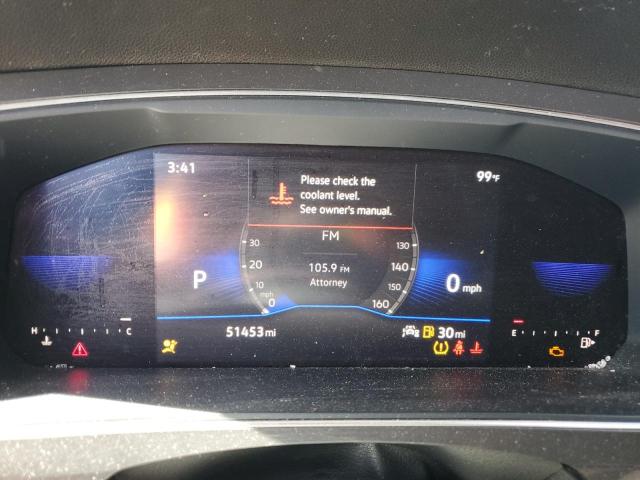 3:41
Please check the
coolant level.
See owner's manual.
99°F
FM
30
130
P
20
105.9 FM
140
0 mph
10
Attorney
150
mph
0
160
H
C
51453 mi
30 mi
E
F